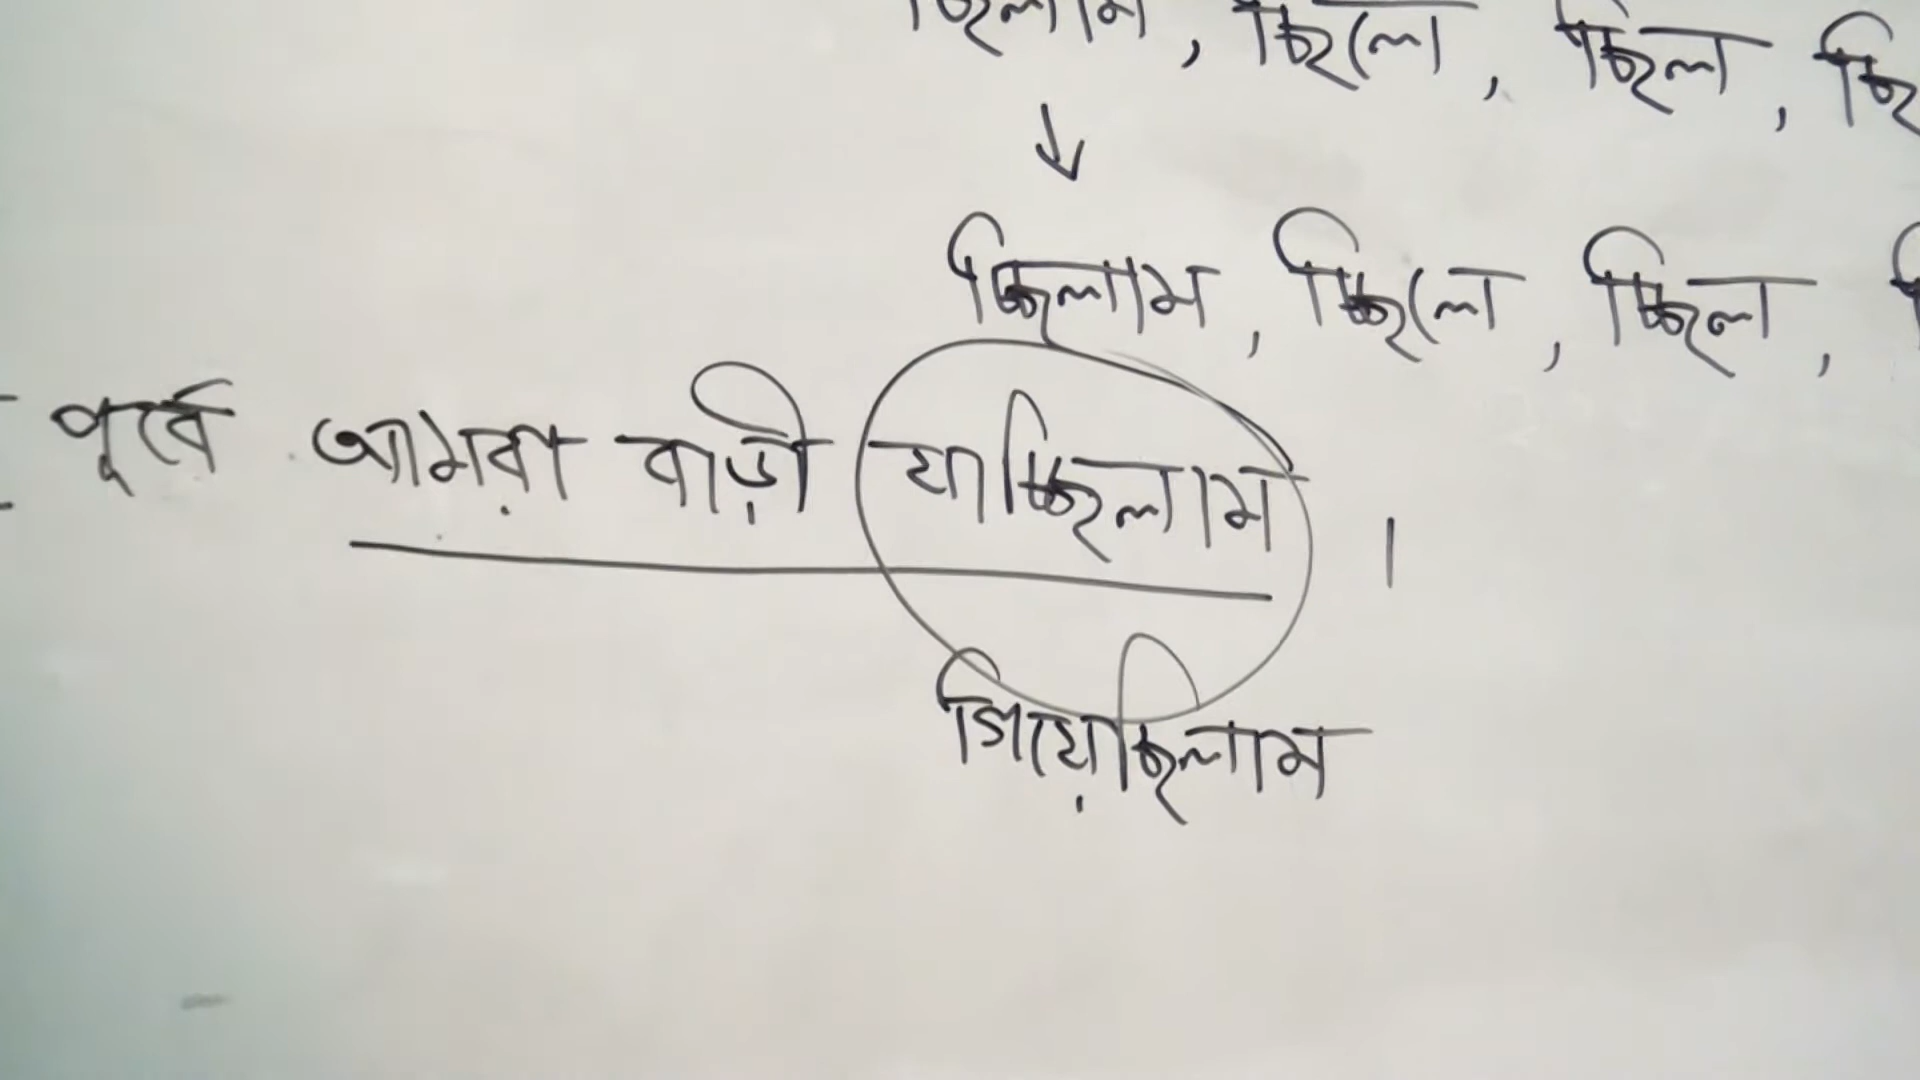 ছিলাম, ছিলে, ছিল,
চ্ছিলাম, চ্ছিলে, চ্ছিল,
পূর্বে আমরা বাড়ী যাচ্ছিলাম ।
গিয়েছিলাম